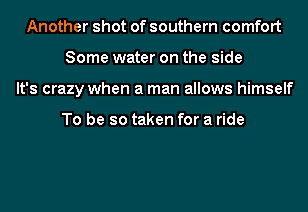 Another shot of southern comfort
Some water on the side
It's crazy when a man allows himself
To be so taken for a ride